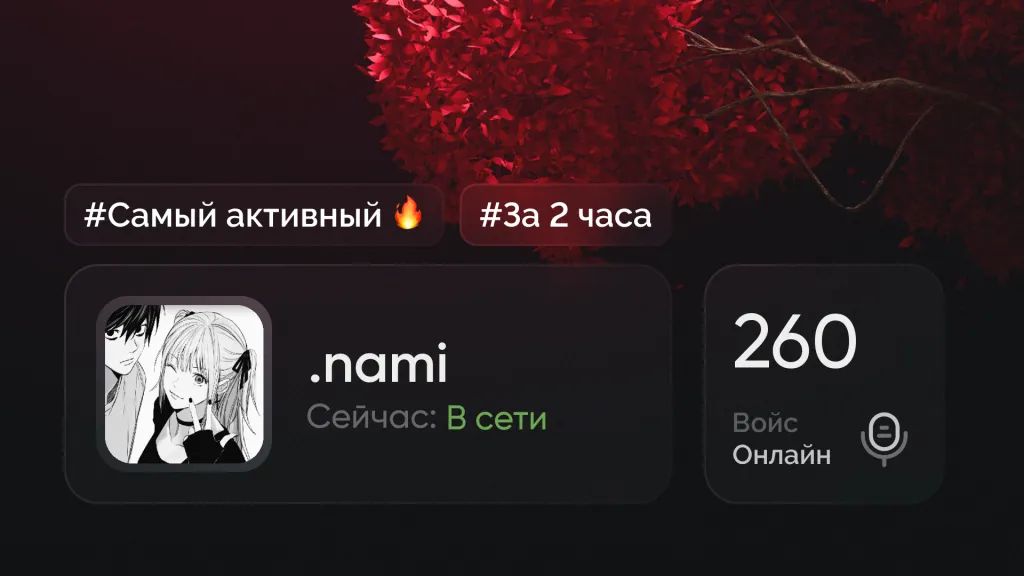 #Самый активный 🔥 #За 2 часа
.nami
Сейчас: В сети
260
Войс
Онлайн